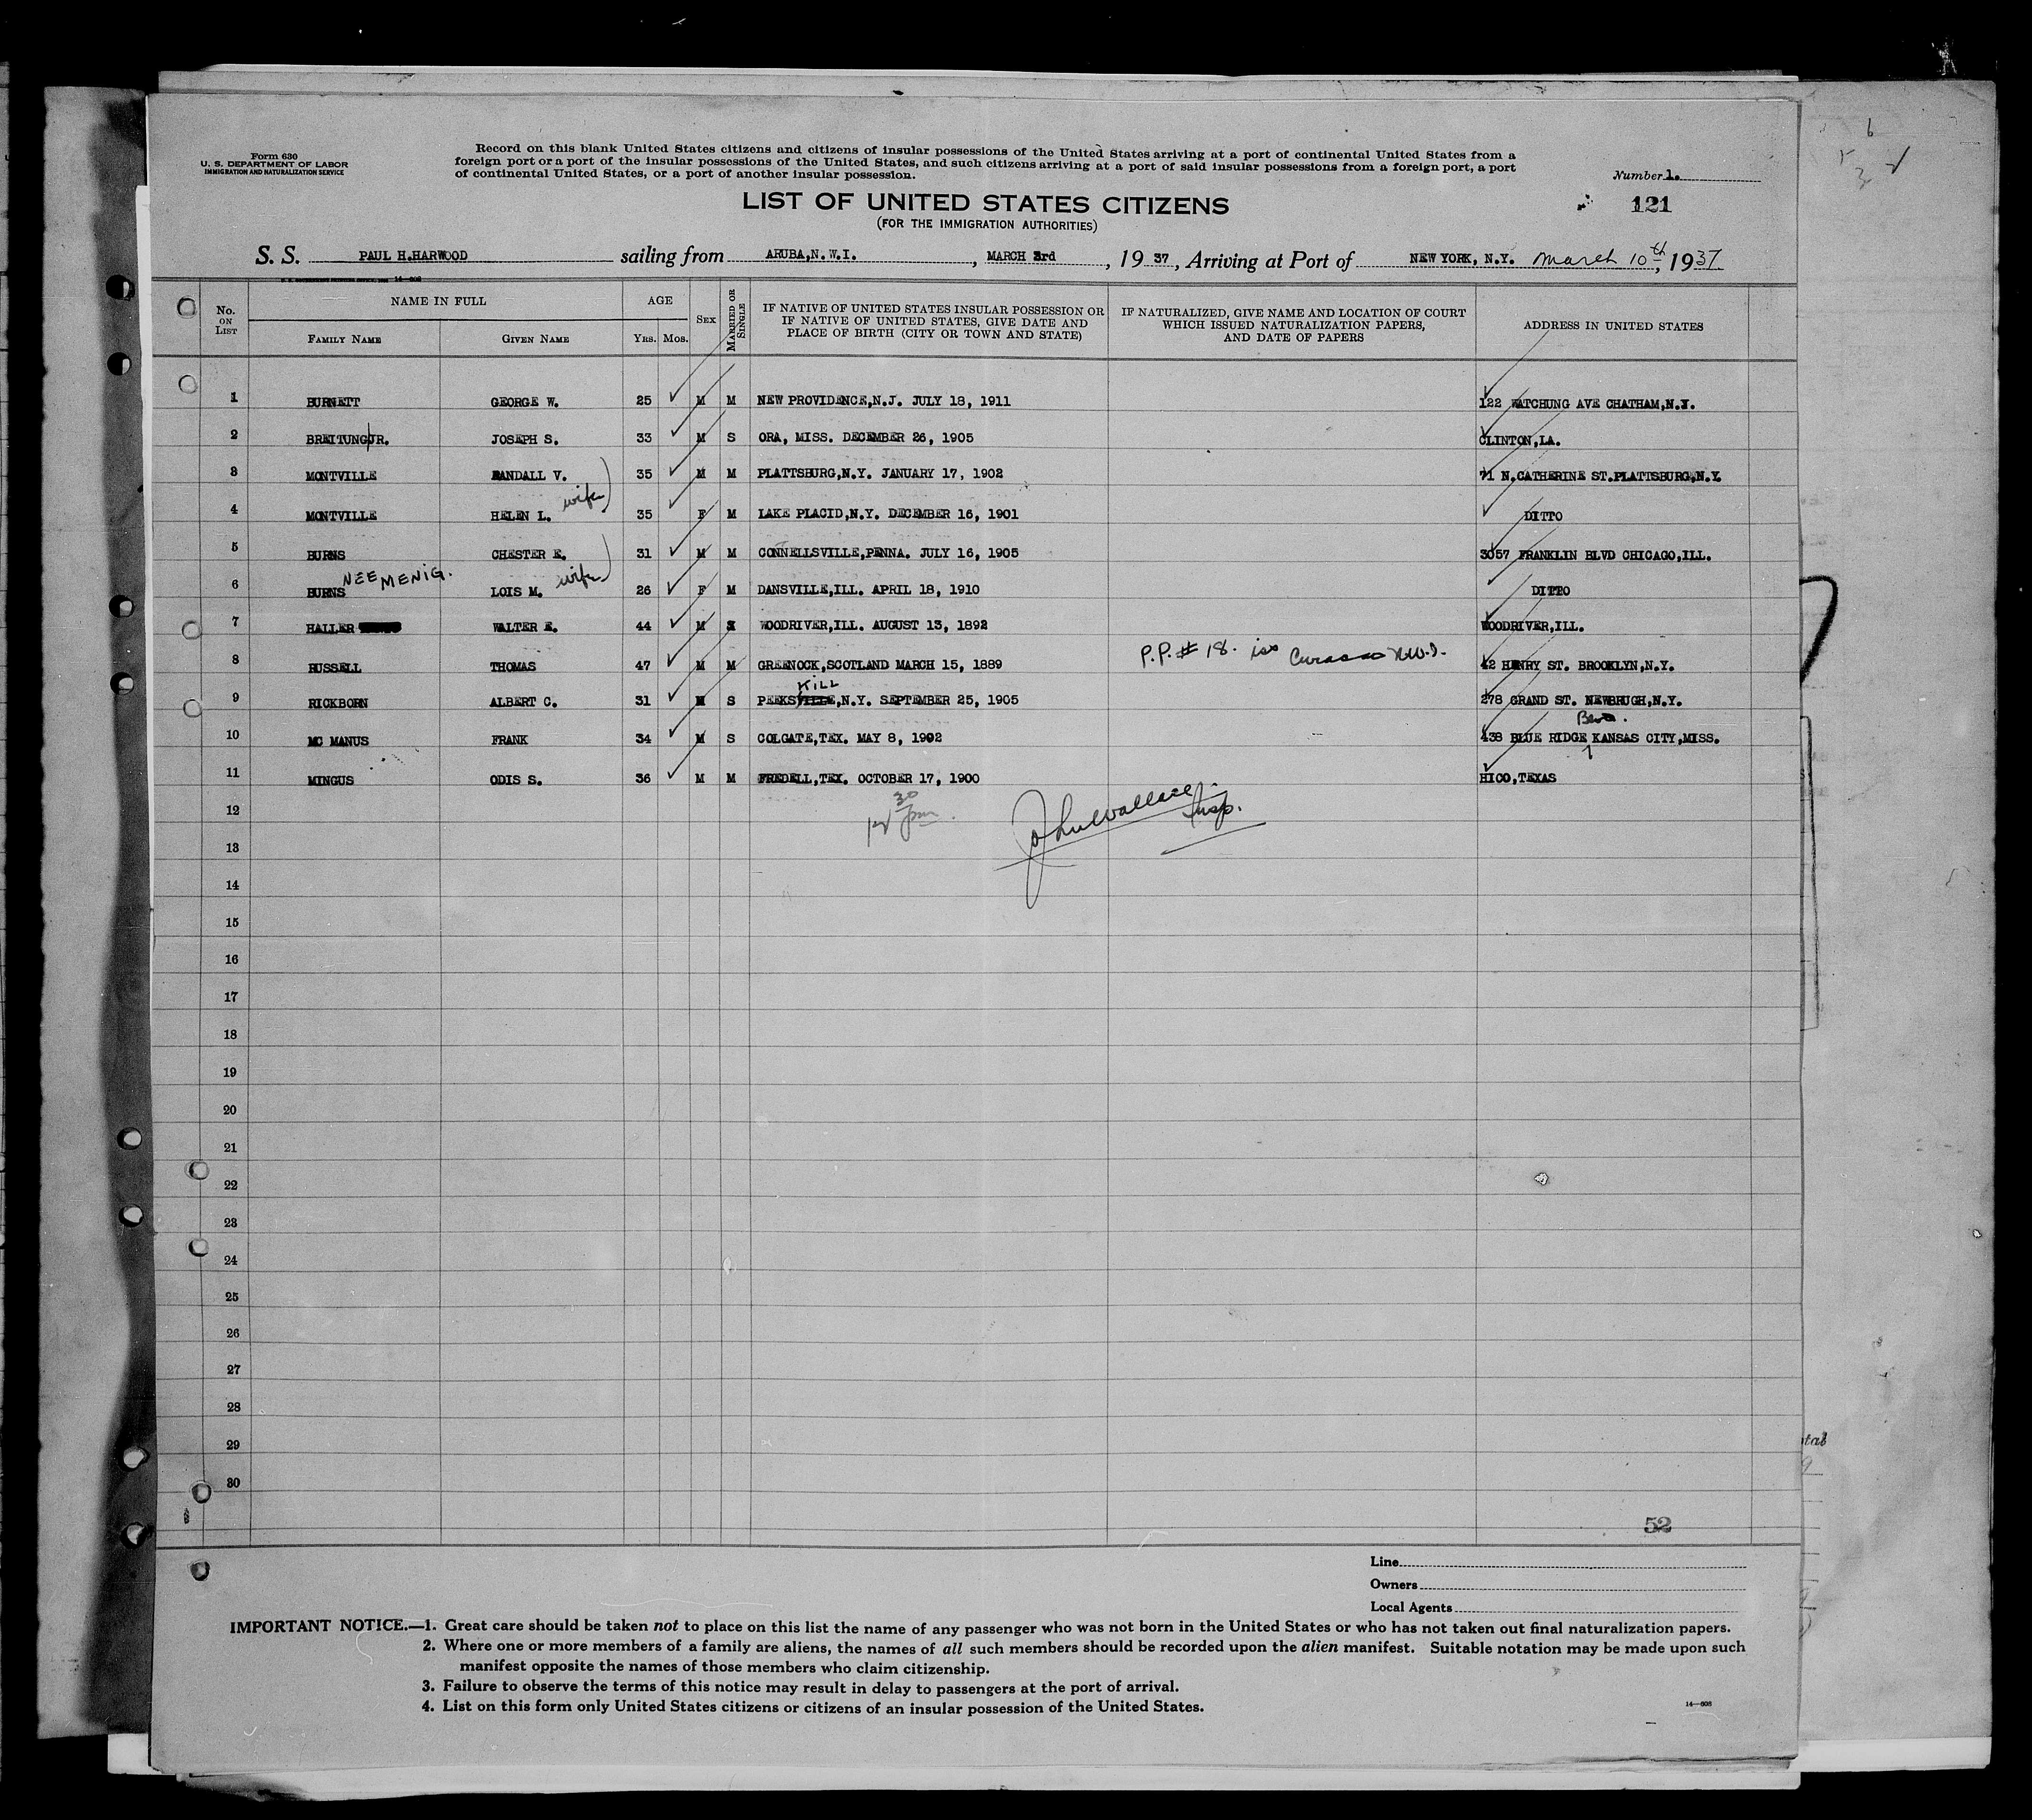 Form 630
U. S. DEPARTMENT OF LABOR
IMMIGRATION AND NATURALIZATION SERVICE
Record on this blank United States citizens and citizens of insular possessions of the United States arriving at a port of continental United States from a
foreign port or a port of the insular possessions of the United States, and such citizens arriving at a port of said insular possessions from a foreign port, a port
of continental United States, or a port of another insular possession.
Number 1.
121
LIST OF UNITED STATES CITIZENS
(FOR THE IMMIGRATION AUTHORITIES)
S. S. PAUL H.HARWOOD sailing from ARUBA,N.W.I., MARCH 3rd, 1937, Arriving at Port of NEW YORK, N.Y. March 10th, 1937
14—608
No. ON LIST NAME IN FULL FAMILY NAME GIVEN NAME AGE YRS. MOS. SEX MARRIED OR SINGLE IF NATIVE OF UNITED STATES INSULAR POSSESSION OR IF NATIVE OF UNITED STATES, GIVE DATE AND PLACE OF BIRTH (CITY OR TOWN AND STATE) IF NATURALIZED, GIVE NAME AND LOCATION OF COURT WHICH ISSUED NATURALIZATION PAPERS, AND DATE OF PAPERS ADDRESS IN UNITED STATES
1 BURNETT GEORGE W. 25 M M NEW PROVIDENCE,N.J. JULY 18, 1911 122 WATCHUNG AVE CHATHAM,N.J.
2 BREITUNG JR. JOSEPH S. 33 M S ORA, MISS. DECEMBER 26, 1905 CLINTON,LA.
3 MONTVILLE RANDALL V. 35 M M PLATTSBURG,N.Y. JANUARY 17, 1902 71 N.CATHERINE ST.PLATTSBURG,N.Y.
4 MONTVILLE HELEN L. wife 35 F M LAKE PLACID,N.Y. DECEMBER 16, 1901 DITTO
5 BURNS CHESTER E. 31 M M CONNELLSVILLE,PENNA. JULY 16, 1905 3057 FRANKLIN BLVD CHICAGO,ILL.
6 BURNS NEE MENIG. LOIS M. wife 26 F M DANSVILLE,ILL. APRIL 18, 1910 DITTO
7 HALLER WALTER E. 44 M WOODRIVER,ILL. AUGUST 13, 1892 WOODRIVER,ILL.
8 RUSSELL THOMAS 47 M M GREENOCK,SCOTLAND MARCH 15, 1889 P.P. # 18. iss Curacao N.W.I. 42 HENRY ST. BROOKLYN,N.Y.
9 RICKBORN ALBERT C. 31 M S PEEKSVILLE KILL,N.Y. SEPTEMBER 25, 1905 278 GRAND ST. NEWBRUGH,N.Y.
10 MC MANUS FRANK 34 M S COLGATE,TEX. MAY 8, 1902 438 BLUE RIDGE KANSAS CITY,MISS.
11 MINGUS ODIS S. 36 M M FREDELL,TEX. OCTOBER 17, 1900 HICO,TEXAS
12 30 pm. John Wallace Insp.
13
14
15
16
17
18
19
20
21
22
23
24
25
26
27
28
29
30
52
Line
Owners
Local Agents
IMPORTANT NOTICE.—1. Great care should be taken not to place on this list the name of any passenger who was not born in the United States or who has not taken out final naturalization papers.
2. Where one or more members of a family are aliens, the names of all such members should be recorded upon the alien manifest. Suitable notation may be made upon such
manifest opposite the names of those members who claim citizenship.
3. Failure to observe the terms of this notice may result in delay to passengers at the port of arrival.
4. List on this form only United States citizens or citizens of an insular possession of the United States.
14—608